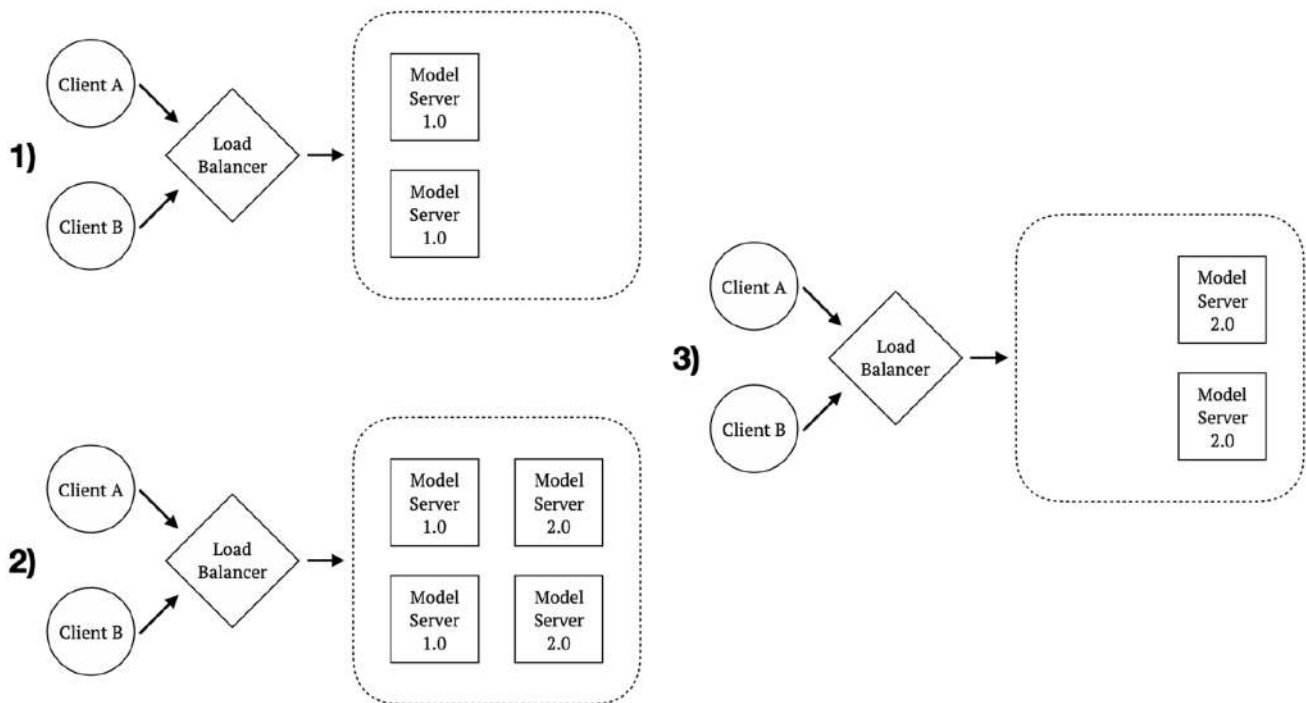 1)
Client A
Client B
Load
Balancer
Model
Server
1.0
Model
Server
1.0
2)
Client A
Client B
Load
Balancer
Model
Server
1.0
Model
Server
2.0
Model
Server
1.0
Model
Server
2.0
3)
Client A
Client B
Load
Balancer
Model
Server
2.0
Model
Server
2.0